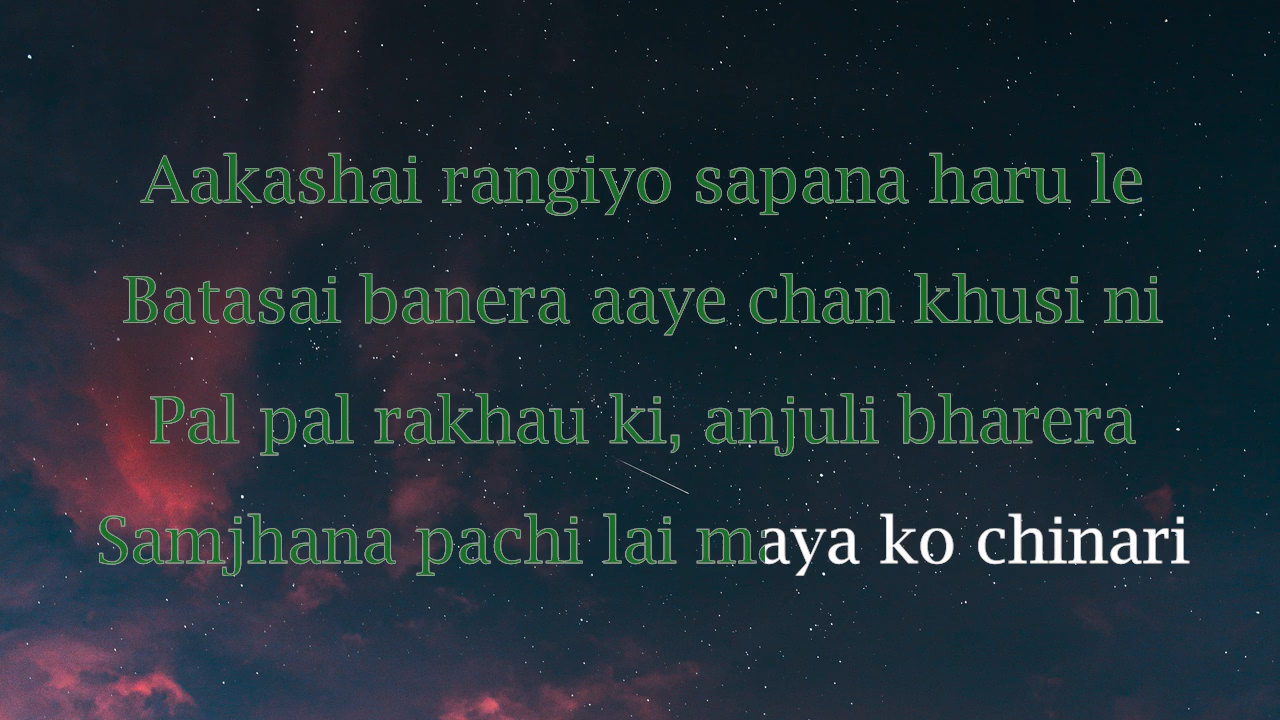 Aakashai rangiyo sapana haru le
Batasai banera aaye chan khusi ni
Pal pal rakhau ki, anjuli bharera
Samjhana pachi lai maya ko chinari